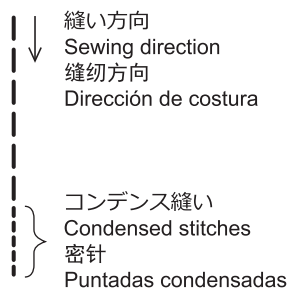 縫い方向
Sewing direction
缝纫方向
Dirección de costura
コンデンス縫い
Condensed stitches
密针
Puntadas condensadas